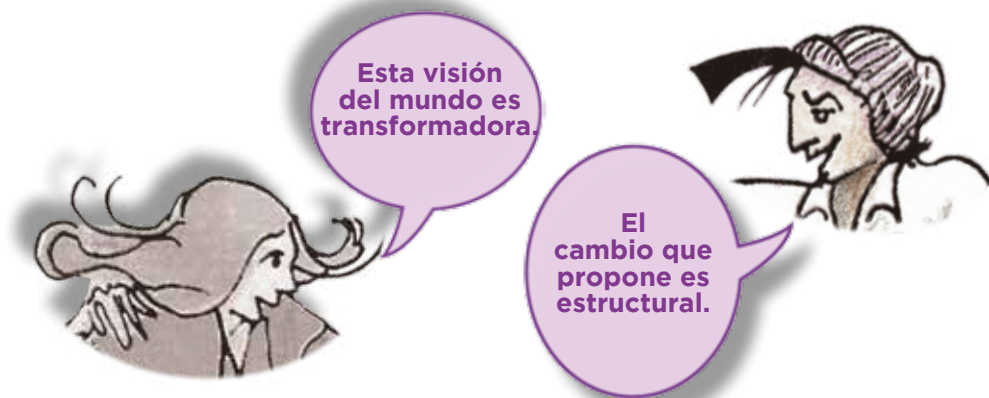 Esta visión
del mundo es
transformadora.
El
cambio que
propone es
estructural.